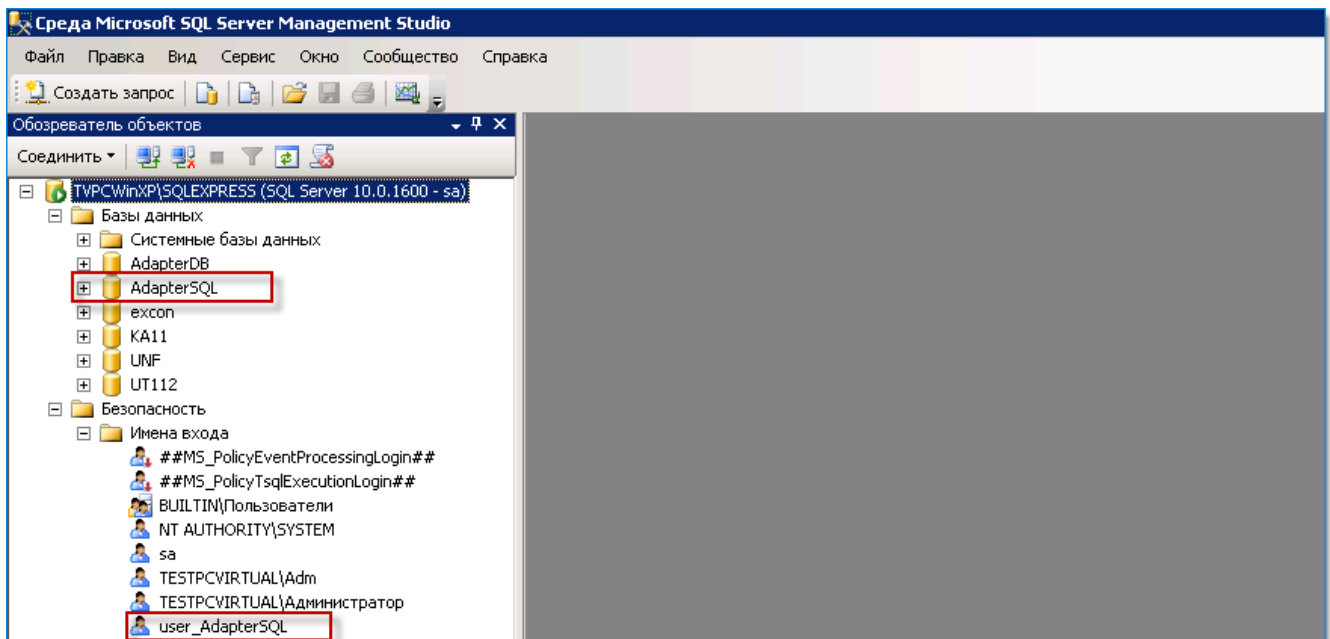 Среда Microsoft SQL Server Management Studio
Файл Правка Вид Сервис Окно Сообщество Справка
Создать запрос
Обозреватель объектов
Соединить
TVPCWinXP\SQLEXPRESS (SQL Server 10.0.1600 - sa)
Базы данных
Системные базы данных
AdapterDB
AdapterSQL
excon
KA11
UNF
UT112
Безопасность
Имена входа
##MS_PolicyEventProcessingLogin##
##MS_PolicyTsqlExecutionLogin##
BUILTIN\Пользователи
NT AUTHORITY\SYSTEM
sa
TESTPCVIRTUAL\Adm
TESTPCVIRTUAL\Администратор
user_AdapterSQL